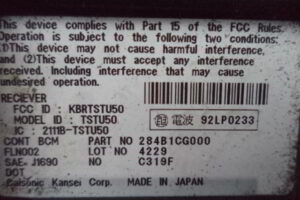 This device complies with Part 15 of the FCC Rules.
Operation is subject to the following two conditions:
(1)This device may not cause harmful interference,
and (2)This device must accept any interference
recieved, including interference that may cause
undesired operation.
RECIEVER
FCC ID : KBRTSTU50
MODEL ID : TSTU50
IC : 2111B-TSTU50
電波 92LP0233
CONT BCM PART NO 284B1CG000
FLN002 LOT NO 4229
SAE- J1690 NO C319F
DOT
Calsonic Kansei Corp. MADE IN JAPAN